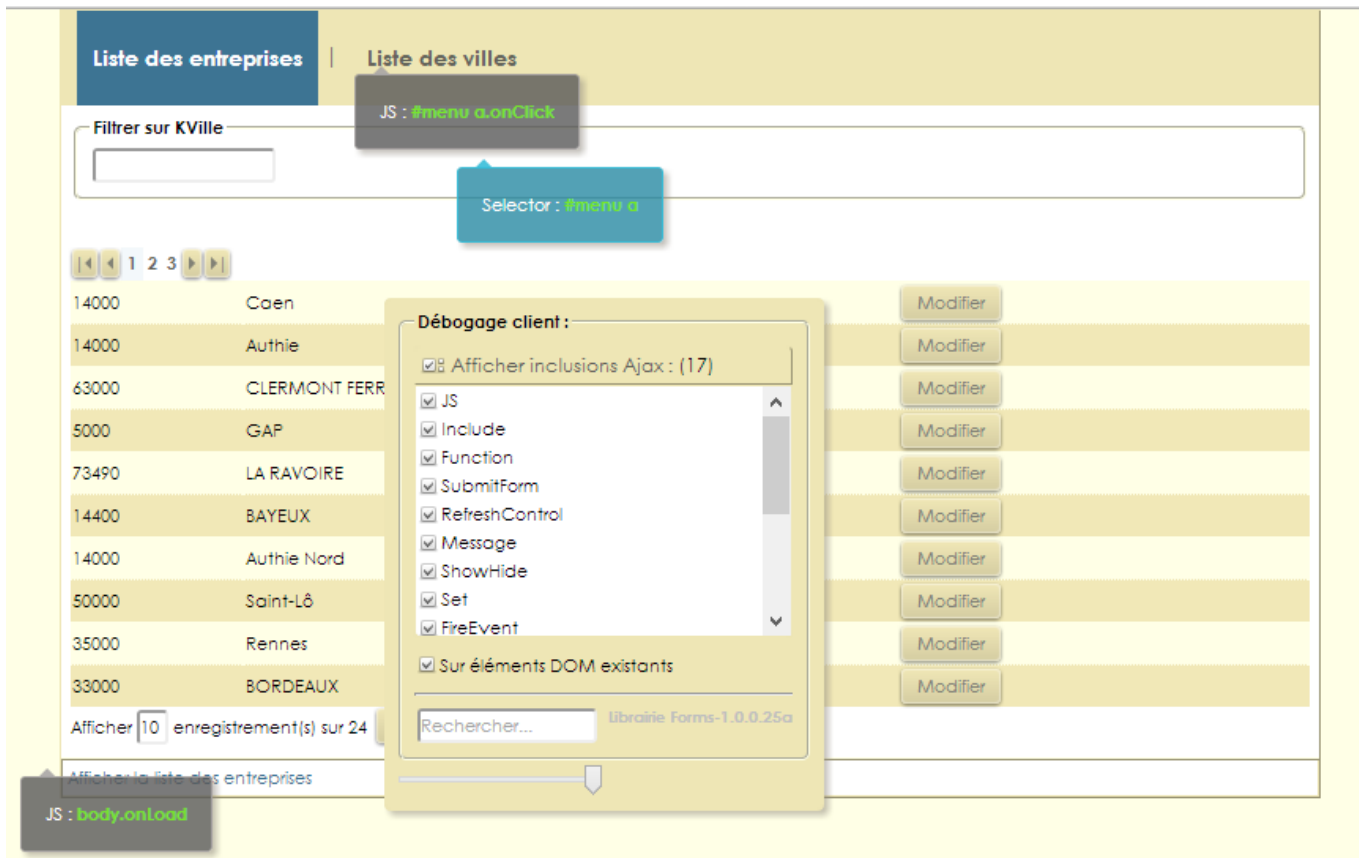 Liste des entreprises | Liste des villes
JS : #menu a.onClick
Filtrer sur KVille
Selector : #menu a
1 2 3
14000 Caen Modifier
14000 Authie Modifier
63000 CLERMONT FERR Modifier
5000 GAP Modifier
73490 LA RAVOIRE Modifier
14400 BAYEUX Modifier
14000 Authie Nord Modifier
50000 Saint-Lô Modifier
35000 Rennes Modifier
33000 BORDEAUX Modifier
Afficher 10 enregistrement(s) sur 24
Afficher la liste des entreprises
JS : body.onLoad
Débogage client :
Afficher inclusions Ajax : (17)
JS
Include
Function
SubmitForm
RefreshControl
Message
ShowHide
Set
FireEvent
Sur éléments DOM existants
Rechercher... Librairie Forms-1.0.0.25a